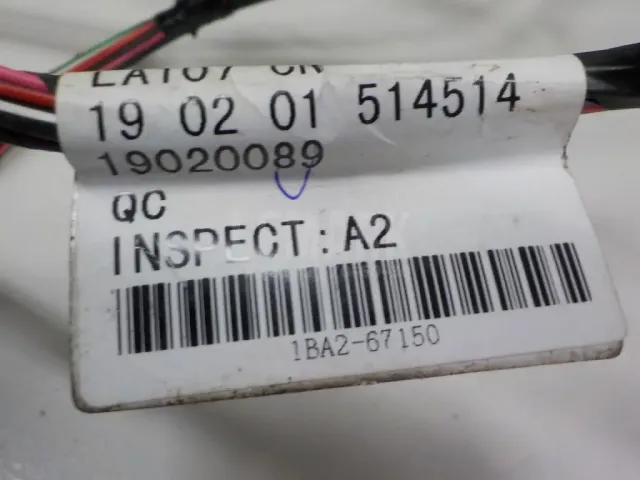 19 02 01 514514
19020089
QC
INSPECT:A2
1BA2-67150